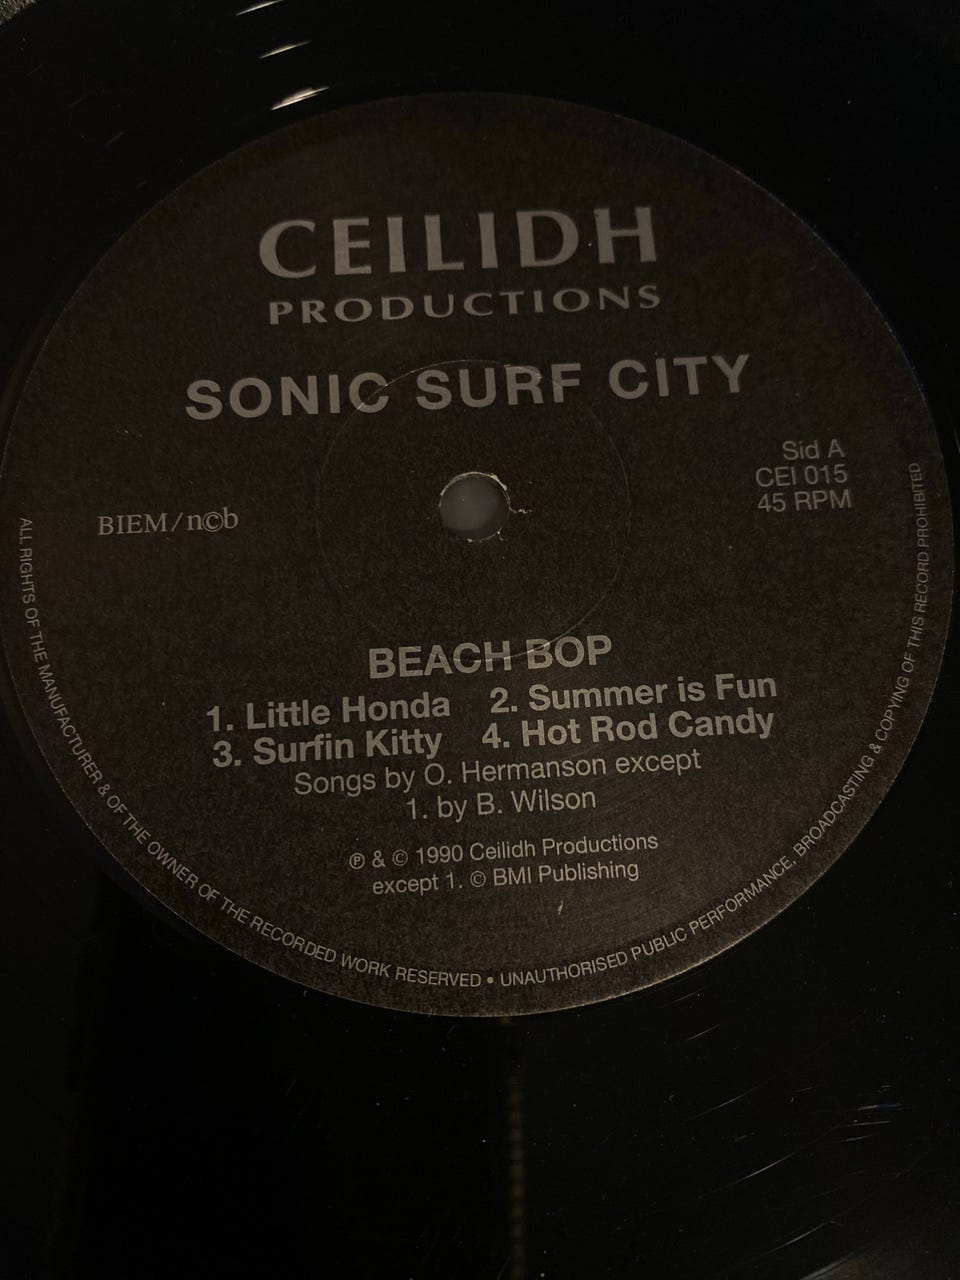 CEILIDH
PRODUCTIONS
SONIC SURF CITY
Sid A
CEI 015
45 RPM
BIEM/n©b
BEACH BOP
1. Little Honda 2. Summer is Fun
3. Surfin Kitty 4. Hot Rod Candy
Songs by O. Hermanson except
1. by B. Wilson
℗ & © 1990 Ceilidh Productions
except 1. © BMI Publishing
ALL RIGHTS OF THE MANUFACTURER & OF THE OWNER OF THE RECORDED WORK RESERVED • UNAUTHORISED PUBLIC PERFORMANCE, BROADCASTING & COPYING OF THIS RECORD PROHIBITED